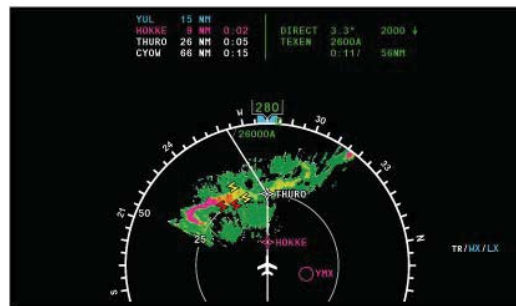 YUL 15 NM
HOKKE 9 NM 0:02
THURO 26 NM 0:05
CYOW 66 NM 0:15
DIRECT 3.3° 2000 ↓
TEXEN 2600A
0:11/ 56NM
280
W
30
24
33
21
N
S
26000A
50
25
THURO
HOKKE
YMX
TR/WX/LX